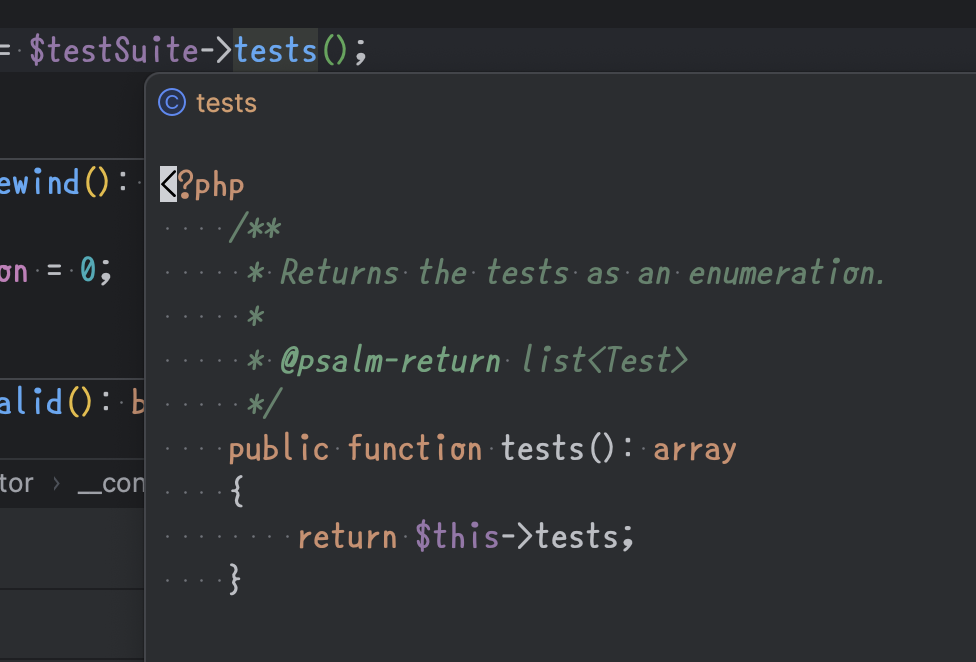 = $testSuite->tests();
tests
ewind():
<?php
/**
* Returns the tests as an enumeration.
on = 0;
*
* @psalm-return list<Test>
*/
alid(): b
public function tests(): array
tor › __con
{
return $this->tests;
}